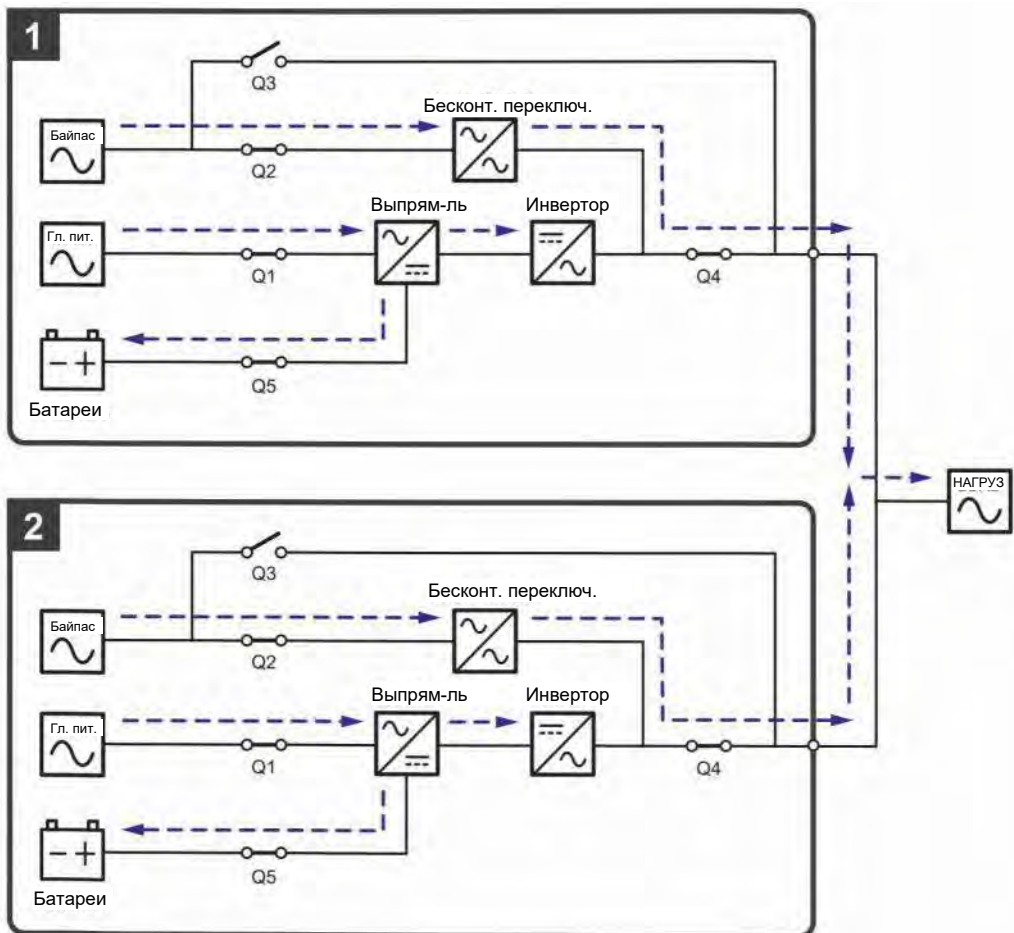 1
Q3
Бесконт. переключ.
Байпас
Q2
Выпрям-ль
Инвертор
Гл. пит.
Q1
Q4
Q5
Батареи
НАГРУЗ
2
Q3
Бесконт. переключ.
Байпас
Q2
Выпрям-ль
Инвертор
Гл. пит.
Q1
Q4
Q5
Батареи